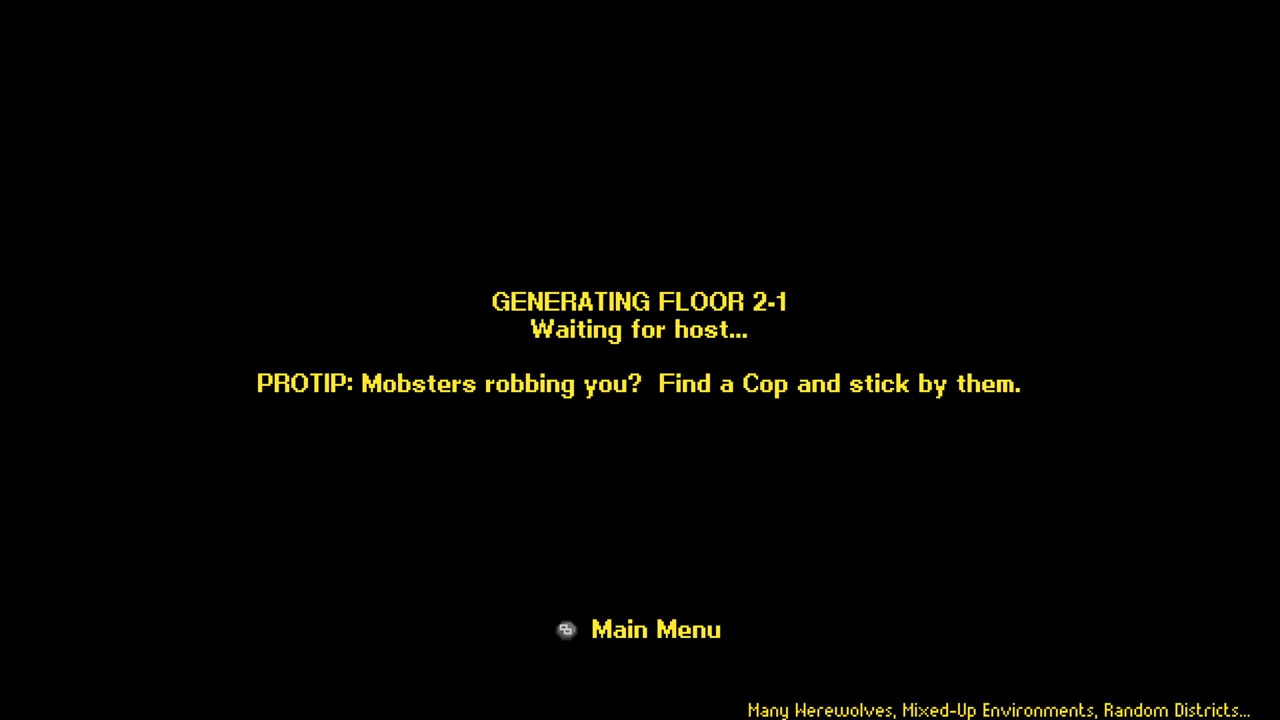 GENERATING FLOOR 2-1
Waiting for host...
PROTIP: Mobsters robbing you?  Find a Cop and stick by them.
Main Menu
Many Werewolves, Mixed-Up Environments, Random Districts...